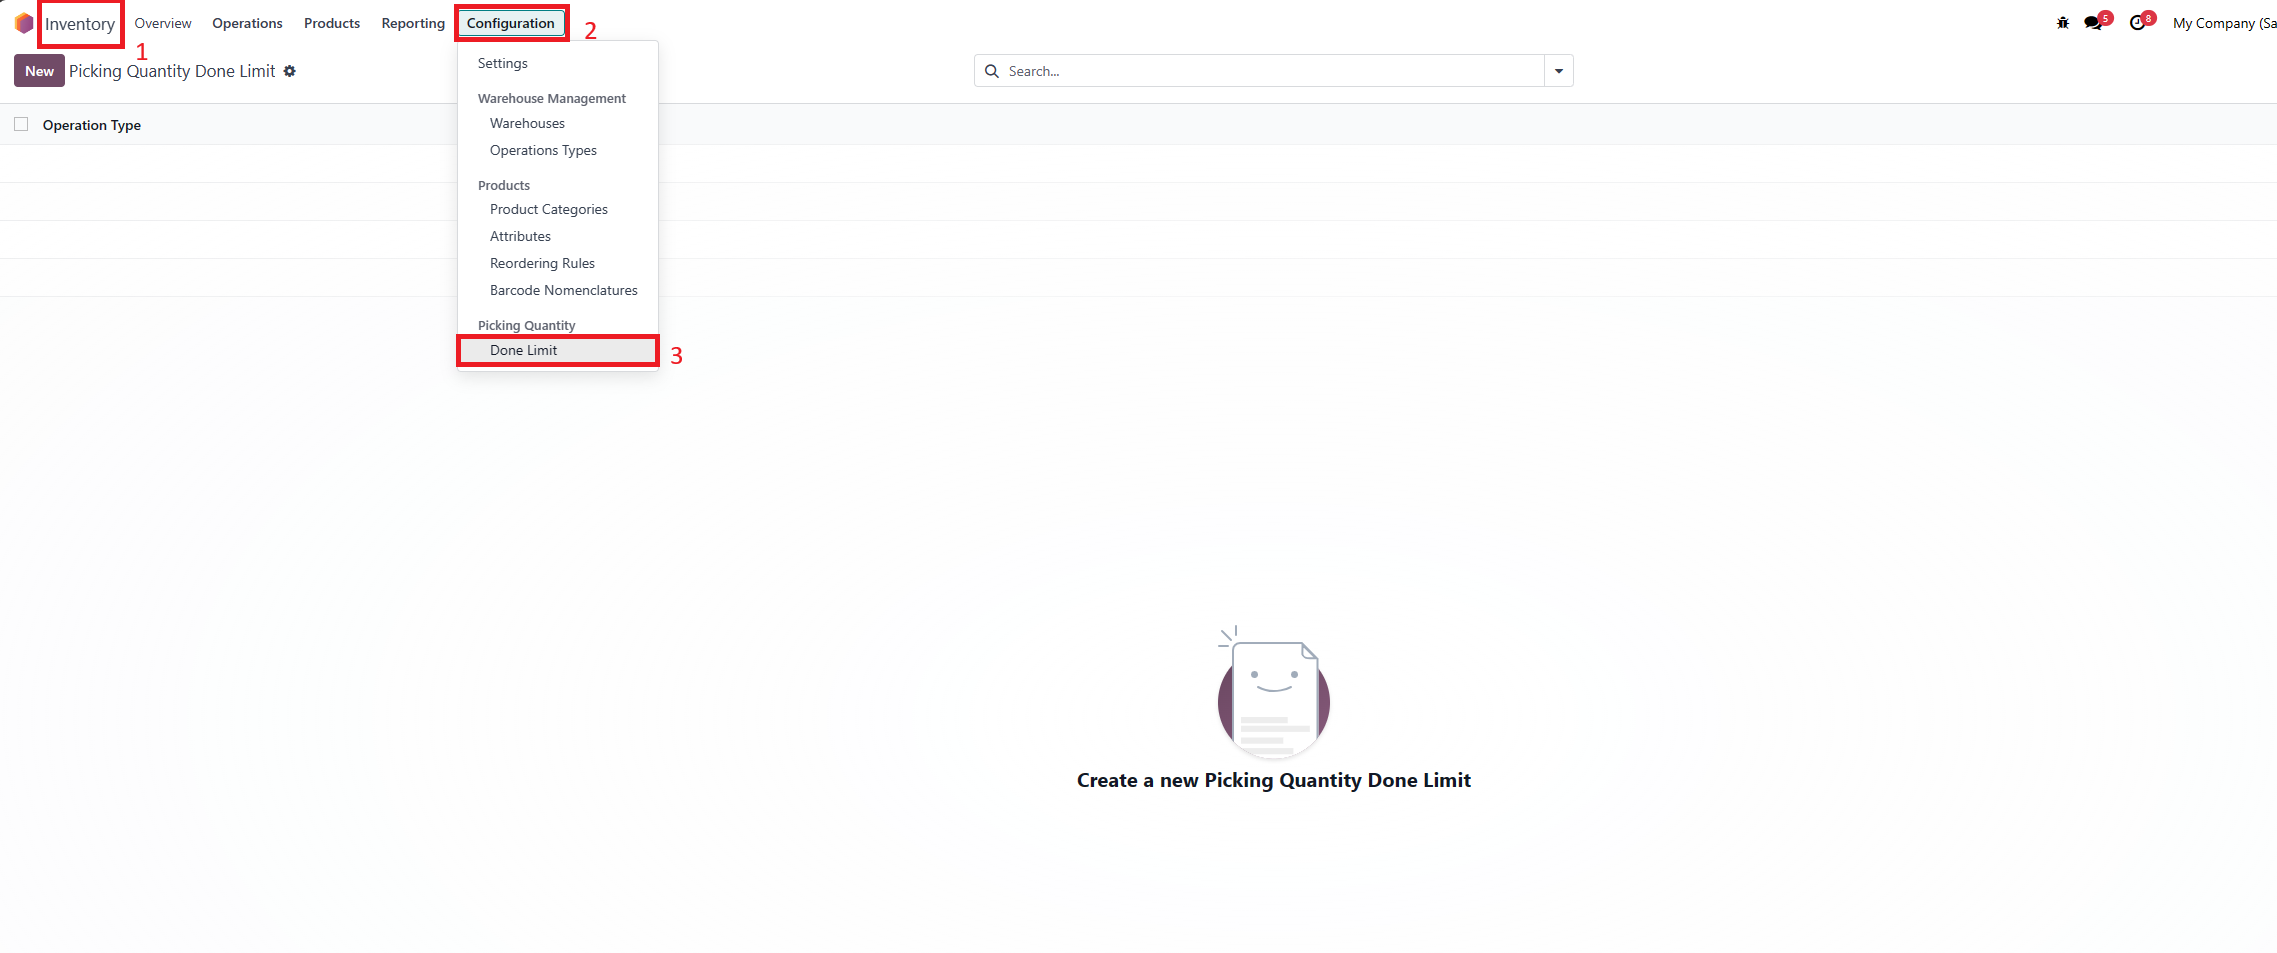 Inventory Overview Operations Products Reporting Configuration 2 5 8 My Company (Sa
1
New Picking Quantity Done Limit Search...
Operation Type
Settings
Warehouse Management
Warehouses
Operations Types
Products
Product Categories
Attributes
Reordering Rules
Barcode Nomenclatures
Picking Quantity
Done Limit 3
Create a new Picking Quantity Done Limit